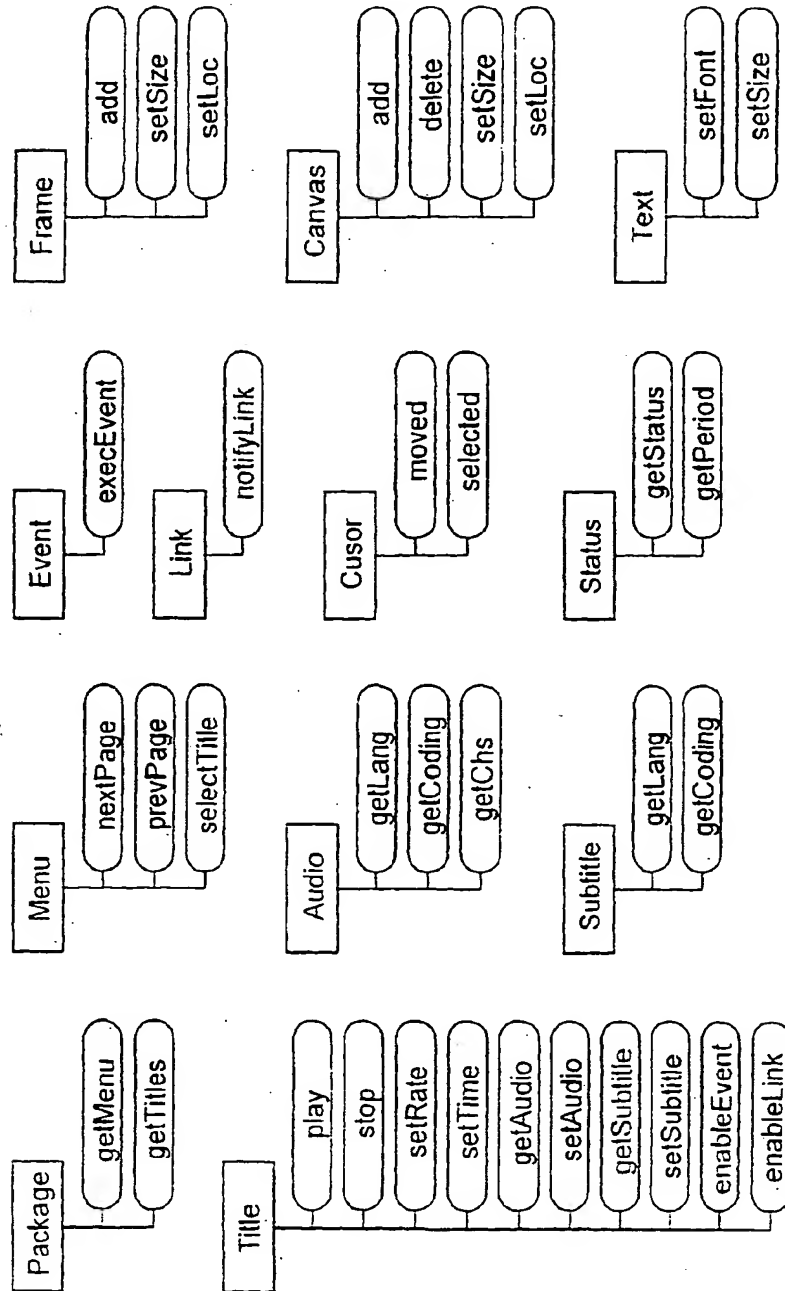 Package
getMenu
getTitles
Title
play
stop
setRate
setTime
getAudio
setAudio
getSubtitle
setSubtitle
enableEvent
enableLink
Menu
nextPage
prevPage
selectTitle
Audio
getLang
getCoding
getChs
Subtitle
getLang
getCoding
Event
execEvent
Link
notifyLink
Cusor
moved
selected
Status
getStatus
getPeriod
Frame
add
setSize
setLoc
Canvas
add
delete
setSize
setLoc
Text
setFont
setSize